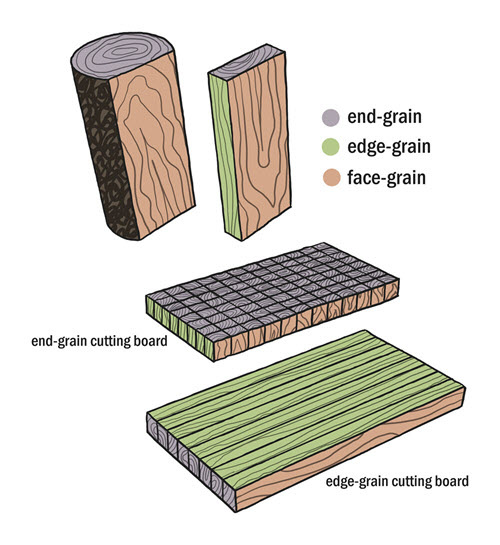 end-grain
edge-grain
face-grain
end-grain cutting board
edge-grain cutting board